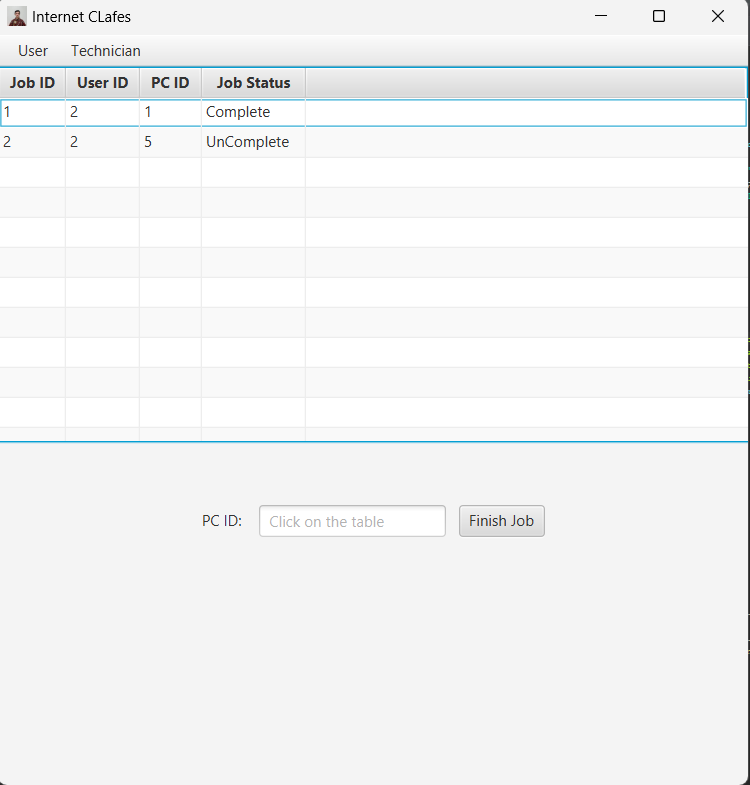 Internet CLafes
User Technician
Job ID User ID PC ID Job Status
1 2 1 Complete
2 2 5 UnComplete
PC ID: Click on the table Finish Job